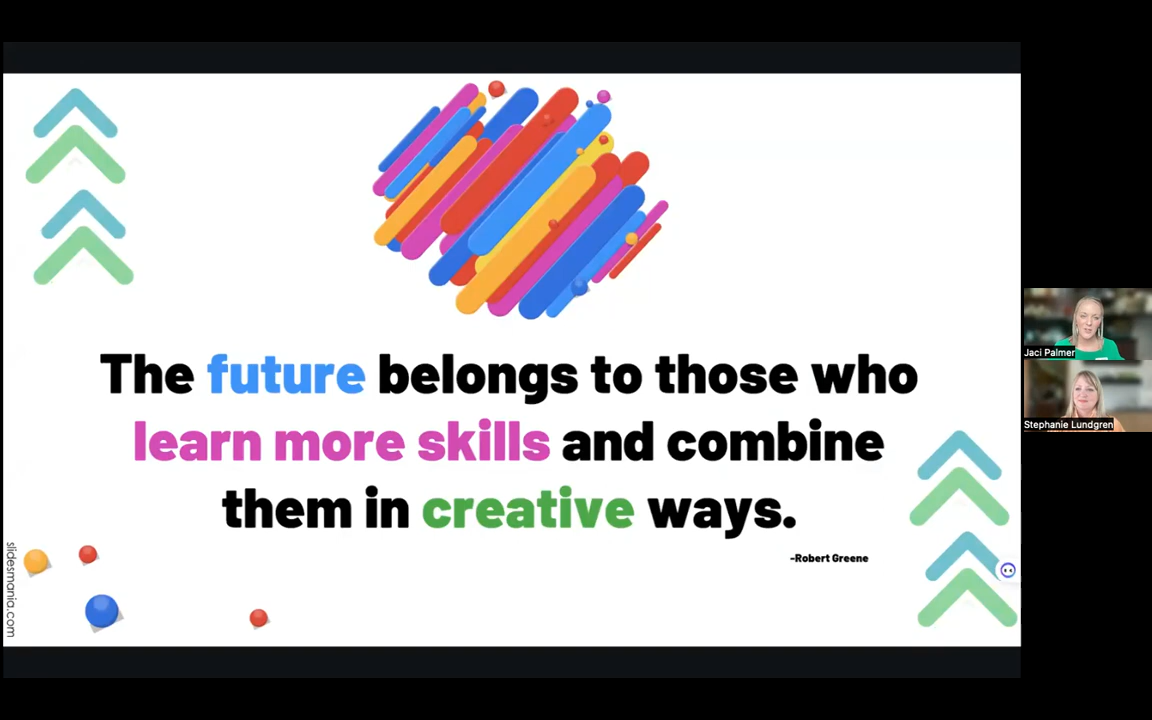 The future belongs to those who
learn more skills and combine
them in creative ways.
-Robert Greene
slidesmania.com
Jaci Palmer
Stephanie Lundgren